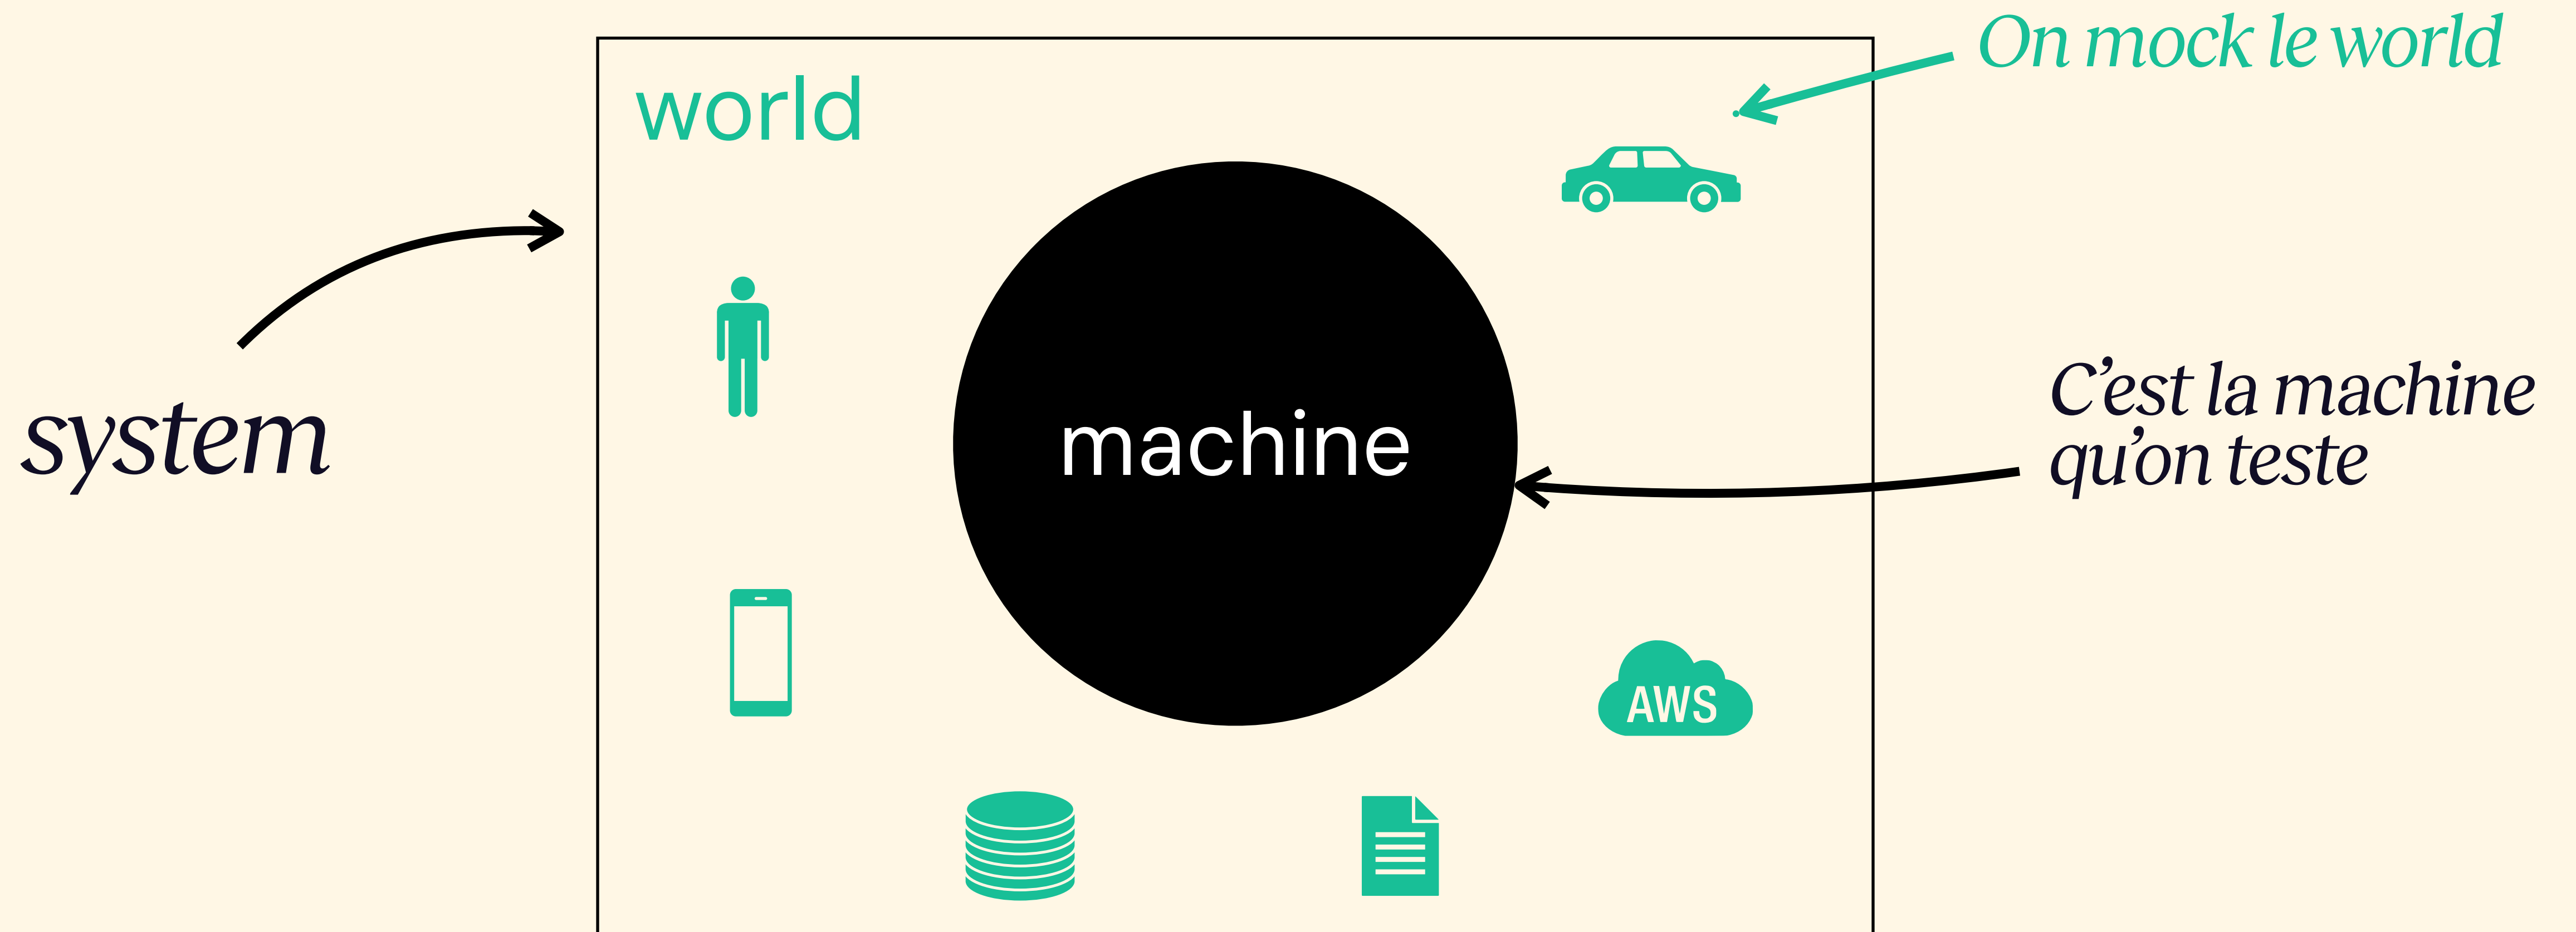 On mock le world
world
system
machine
C’est la machine
qu’on teste
AWS